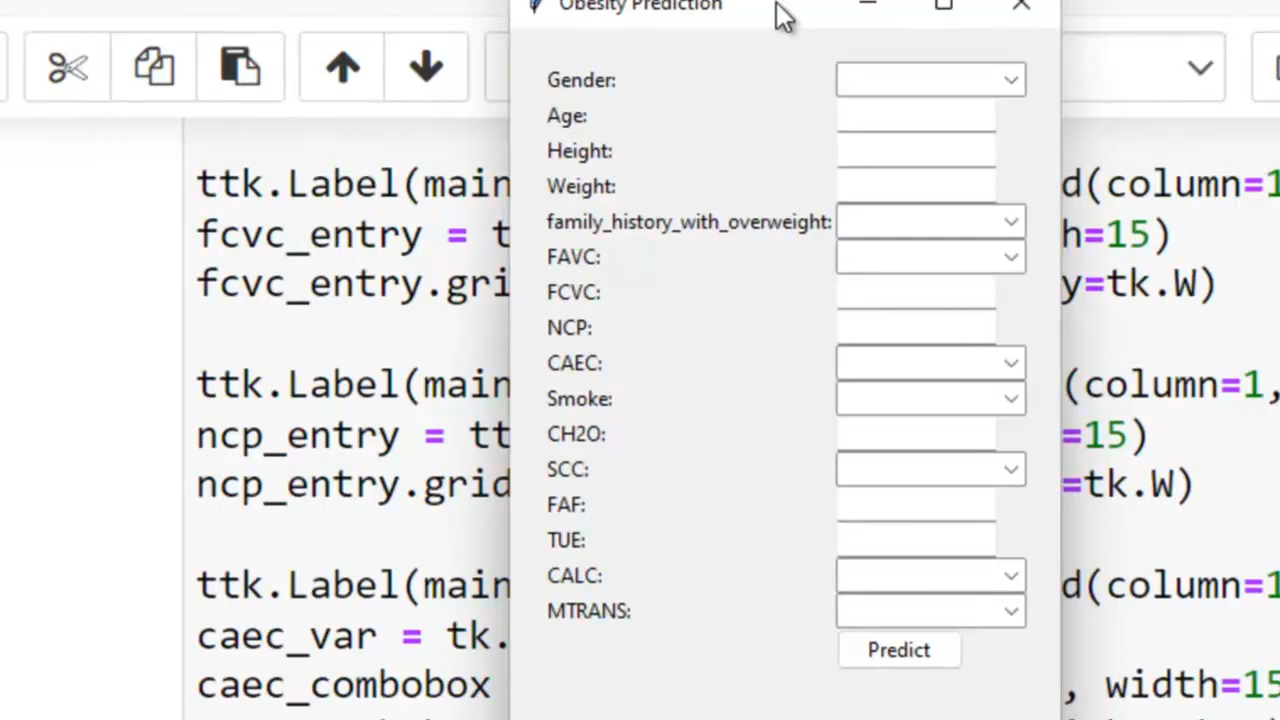 Obesity Prediction
Gender:
Age:
Height:
Weight:
family_history_with_overweight:
FAVC:
FCVC:
NCP:
CAEC:
Smoke:
CH2O:
SCC:
FAF:
TUE:
CALC:
MTRANS:
Predict
ttk.Label(main d(column=1
fcvc_entry = t h=15)
fcvc_entry.gri y=tk.W)
ttk.Label(main (column=1,
ncp_entry = tt =15)
ncp_entry.grid =tk.W)
ttk.Label(main d(column=1
caec_var = tk.
caec_combobox , width=15